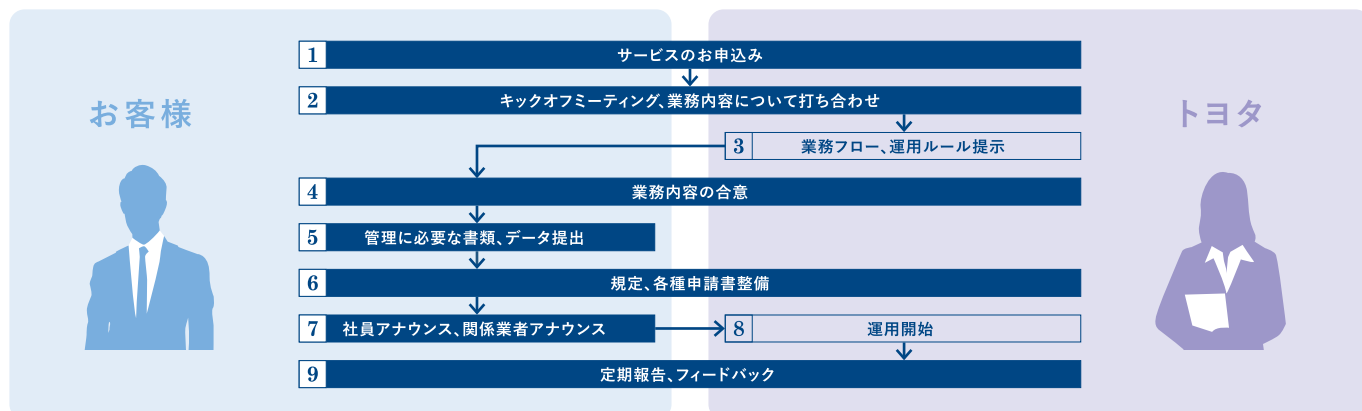 お客様
トヨタ
1 サービスのお申込み
2 キックオフミーティング、業務内容について打ち合わせ
3 業務フロー、運用ルール提示
4 業務内容の合意
5 管理に必要な書類、データ提出
6 規定、各種申請書整備
7 社員アナウンス、関係業者アナウンス
8 運用開始
9 定期報告、フィードバック